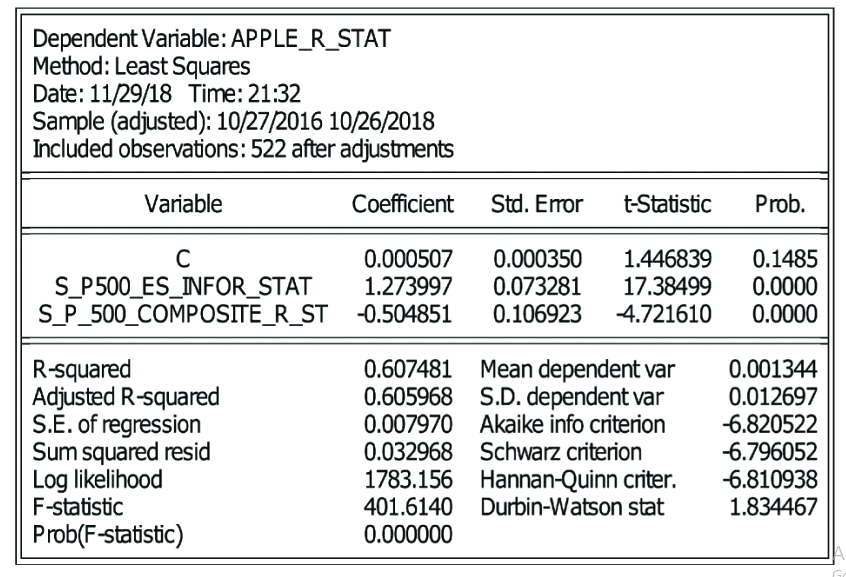 Dependent Variable: APPLE_R_STAT
Method: Least Squares
Date: 11/29/18 Time: 21:32
Sample (adjusted): 10/27/2016 10/26/2018
Included observations: 522 after adjustments
Variable Coefficient Std. Error t-Statistic Prob.
C 0.000507 0.000350 1.446839 0.1485
S_P500_ES_INFOR_STAT 1.273997 0.073281 17.38499 0.0000
S_P_500_COMPOSITE_R_ST -0.504851 0.106923 -4.721610 0.0000
R-squared 0.607481 Mean dependent var 0.001344
Adjusted R-squared 0.605968 S.D. dependent var 0.012697
S.E. of regression 0.007970 Akaike info criterion -6.820522
Sum squared resid 0.032968 Schwarz criterion -6.796052
Log likelihood 1783.156 Hannan-Quinn criter. -6.810938
F-statistic 401.6140 Durbin-Watson stat 1.834467
Prob(F-statistic) 0.000000